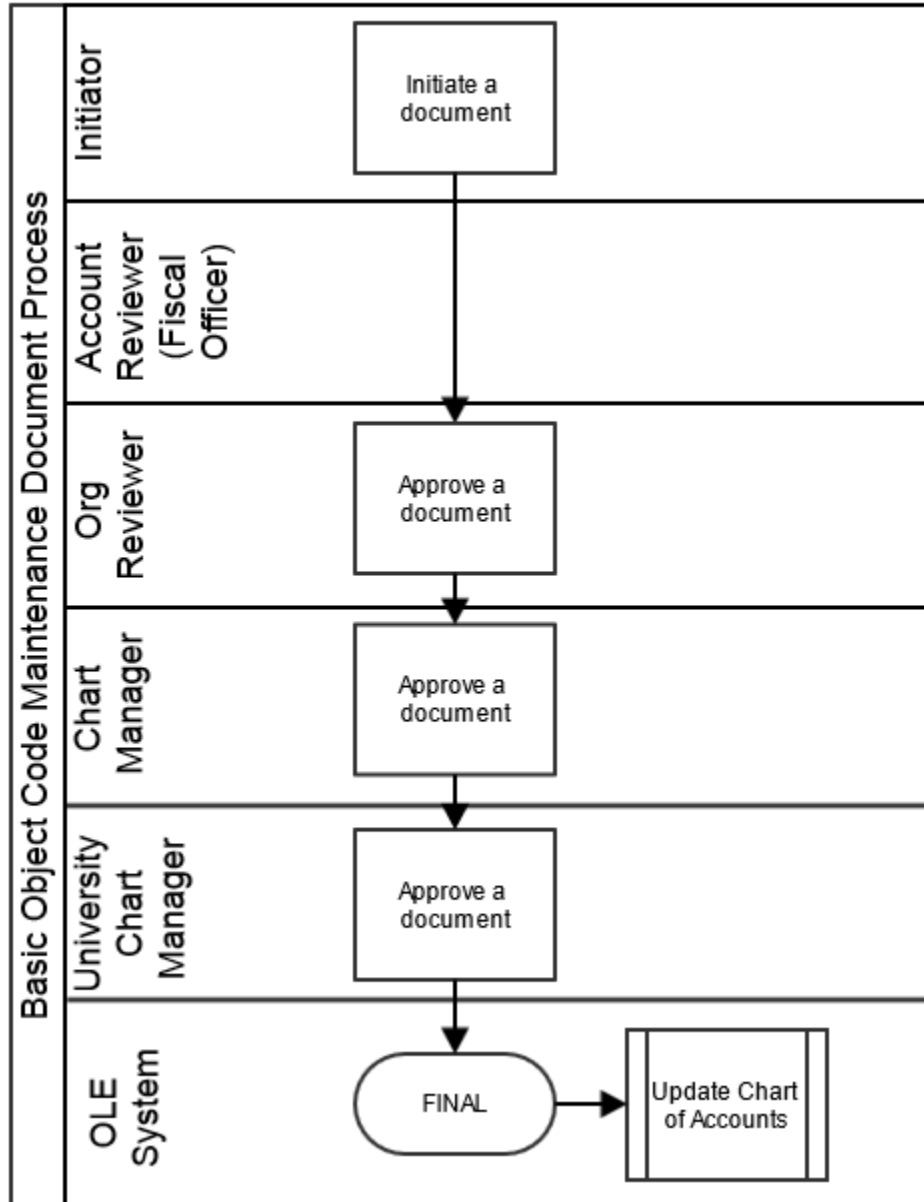 Basic Object Code Maintenance Document Process
Initiator
Initiate a
document
Account
Reviewer
(Fiscal
Officer)
Org
Reviewer
Approve a
document
Chart
Manager
Approve a
document
University
Chart
Manager
Approve a
document
OLE
System
FINAL
Update Chart
of Accounts